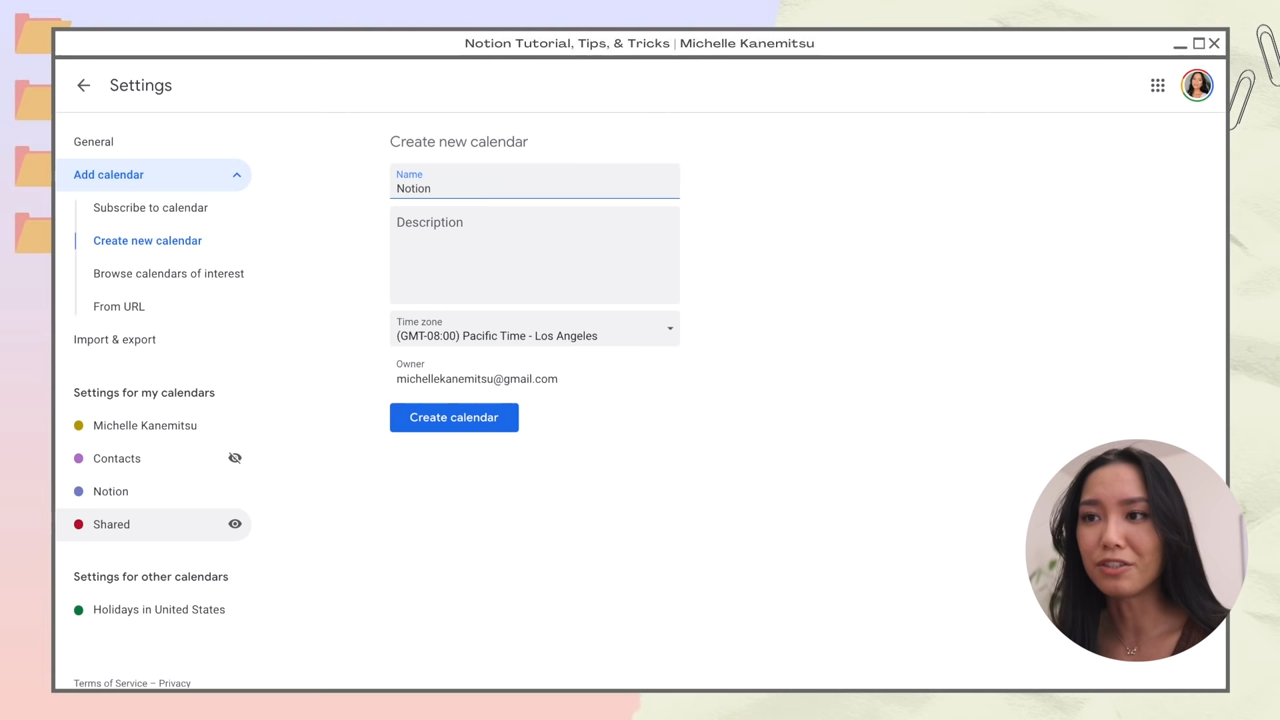 Notion Tutorial, Tips, & Tricks | Michelle Kanemitsu
Settings
General
Add calendar
Subscribe to calendar
Create new calendar
Browse calendars of interest
From URL
Import & export
Settings for my calendars
Michelle Kanemitsu
Contacts
Notion
Shared
Settings for other calendars
Holidays in United States
Terms of Service – Privacy
Create new calendar
Name
Notion
Description
Time zone
(GMT-08:00) Pacific Time - Los Angeles
Owner
michellekanemitsu@gmail.com
Create calendar